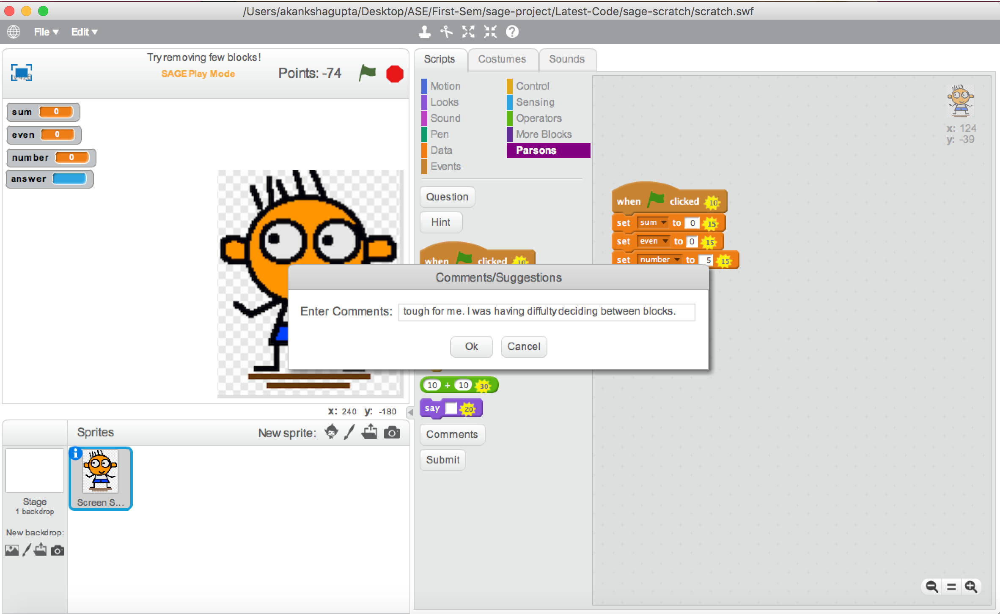 /Users/akankshagupta/Desktop/ASE/First-Sem/sage-project/Latest-Code/sage-scratch/scratch.swf
File Edit
Try removing few blocks!
SAGE Play Mode
Points: -74
sum 0
even 0
number 0
answer
x: 240 y: -180
Sprites
New sprite:
Screen S...
Stage
1 backdrop
New backdrop:
Scripts
Costumes
Sounds
Motion
Looks
Sound
Pen
Data
Events
Control
Sensing
Operators
More Blocks
Parsons
Question
Hint
when clicked 10
10 + 10 30
say 20
Comments
Submit
when clicked 10
set sum to 0 15
set even to 0 15
set number to 5 15
x: 124
y: -39
Comments/Suggestions
Enter Comments: tough for me. I was having diffulty deciding between blocks.
Ok
Cancel